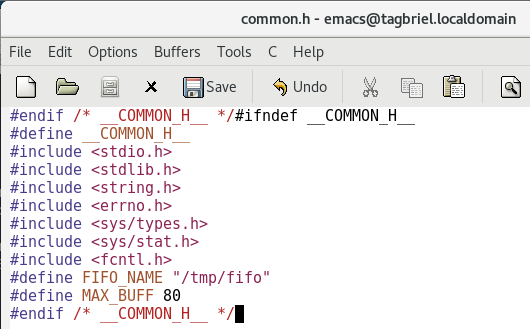 common.h - emacs@tagbriel.localdomain
File Edit Options Buffers Tools C Help
Save Undo
#endif /* __COMMON_H__ */#ifndef __COMMON_H__
#define __COMMON_H__
#include <stdio.h>
#include <stdlib.h>
#include <string.h>
#include <errno.h>
#include <sys/types.h>
#include <sys/stat.h>
#include <fcntl.h>
#define FIFO_NAME "/tmp/fifo"
#define MAX_BUFF 80
#endif /* __COMMON_H__ */